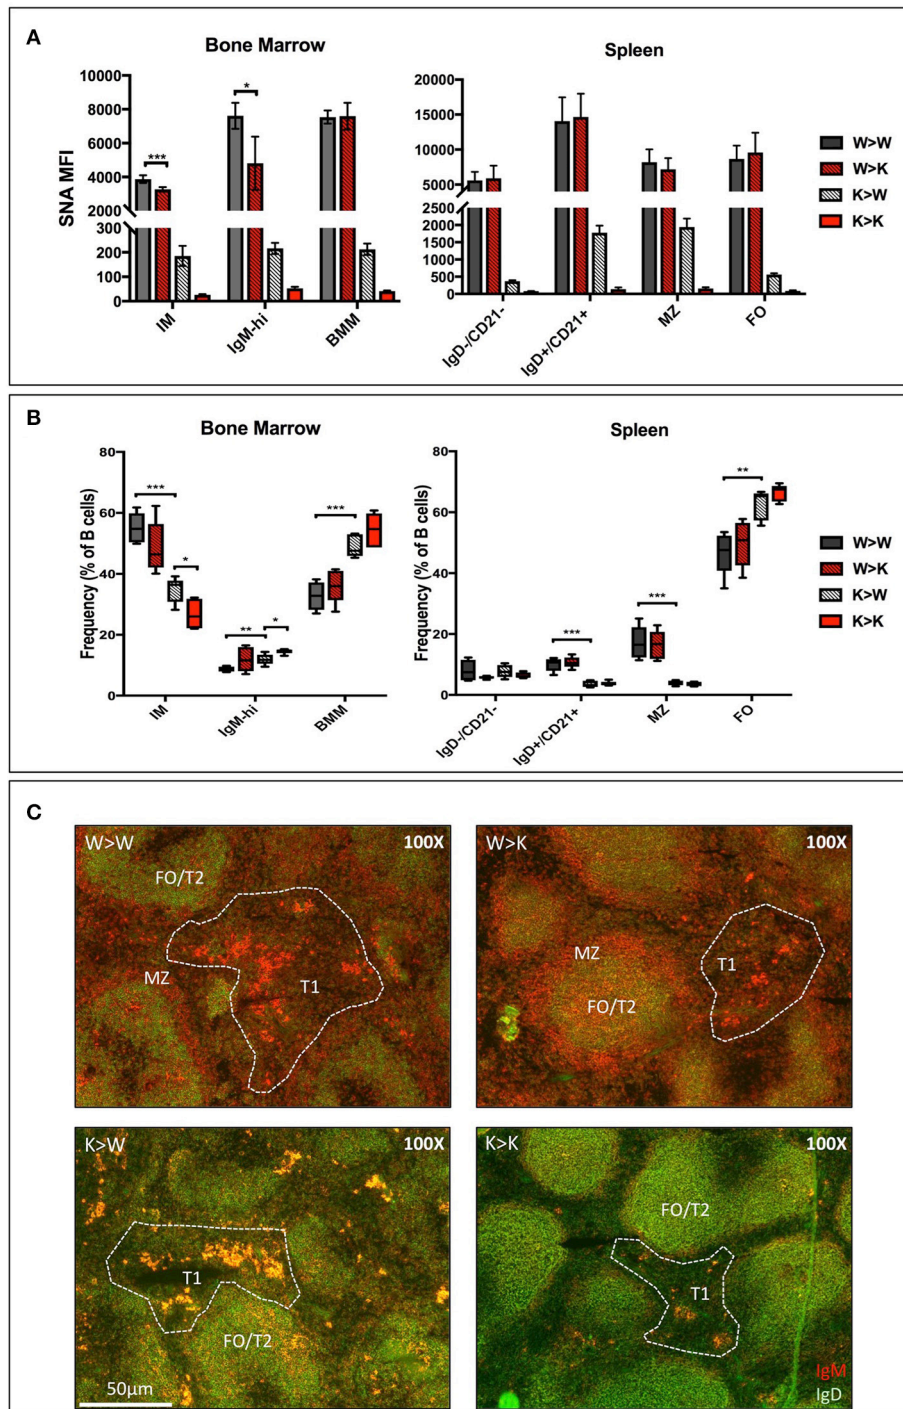 A
Bone Marrow
Spleen
SNA MFI
10000
8000
6000
4000
2000
300
200
100
0
***
*
IM
IgM-hi
BMM
20000
15000
10000
5000
2500
2000
1500
1000
500
0
IgD-/CD21-
IgD+/CD21+
MZ
FO
W>W
W>K
K>W
K>K
B
Bone Marrow
Spleen
Frequency (% of B cells)
80
60
40
20
0
***
*
**
*
***
IM
IgM-hi
BMM
Frequency (% of B cells)
80
60
40
20
0
***
***
**
IgD-/CD21-
IgD+/CD21+
MZ
FO
W>W
W>K
K>W
K>K
C
W>W
100X
FO/T2
MZ
T1
W>K
100X
MZ
T1
FO/T2
K>W
100X
T1
FO/T2
50μm
K>K
100X
FO/T2
T1
IgM
IgD